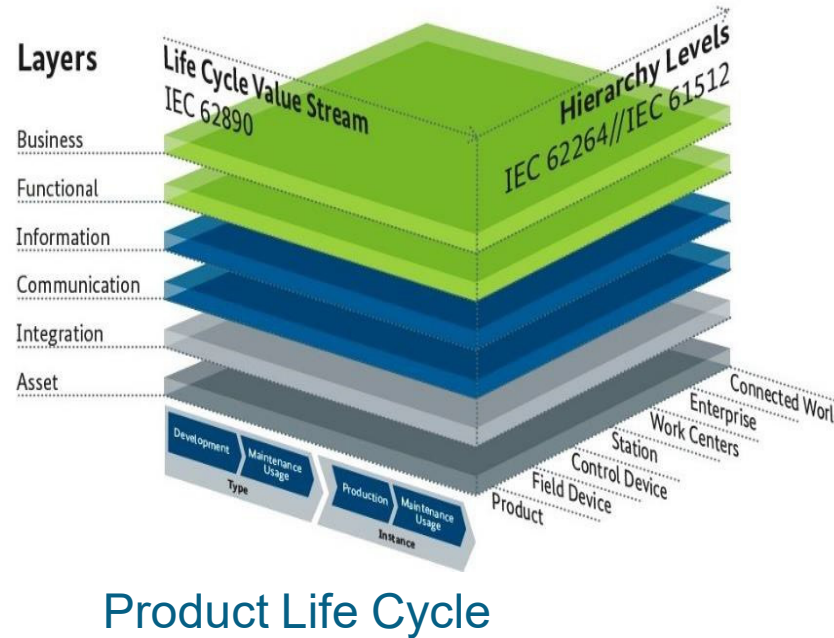 Layers
Life Cycle Value Stream
IEC 62890
Hierarchy Levels
IEC 62264//IEC 61512
Business
Functional
Information
Communication
Integration
Asset
Development
Maintenance
Usage
Type
Production
Maintenance
Usage
Instance
Product
Field Device
Control Device
Station
Work Centers
Enterprise
Connected Worl
Product Life Cycle